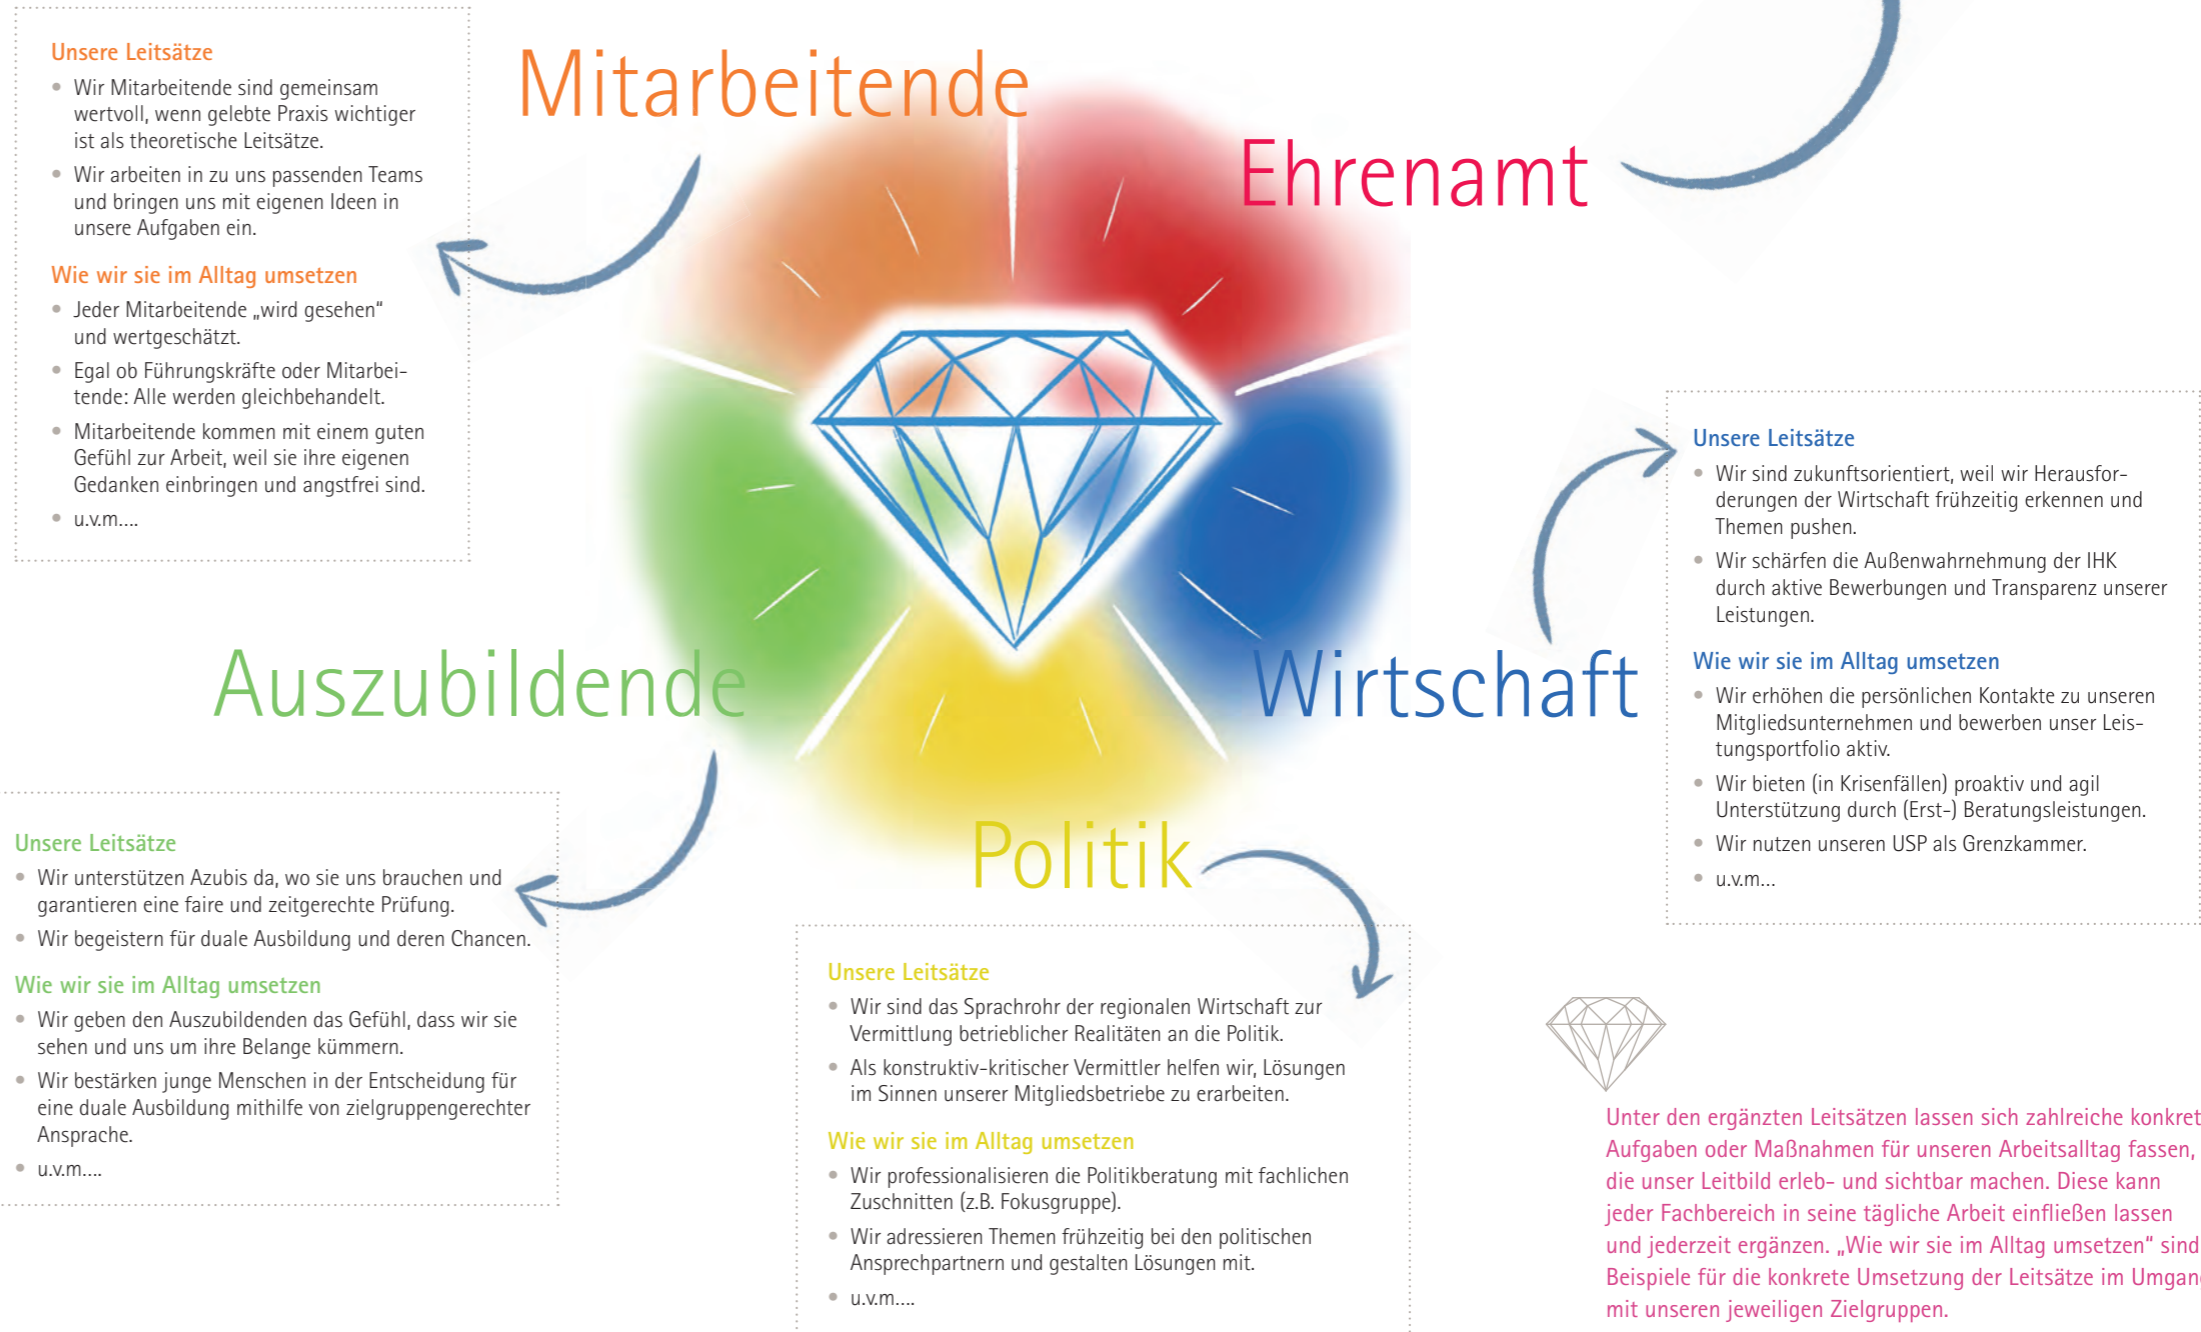 Unsere Leitsätze
• Wir Mitarbeitende sind gemeinsam
wertvoll, wenn gelebte Praxis wichtiger
ist als theoretische Leitsätze.
• Wir arbeiten in zu uns passenden Teams
und bringen uns mit eigenen Ideen in
unsere Aufgaben ein.
Wie wir sie im Alltag umsetzen
• Jeder Mitarbeitende „wird gesehen“
und wertgeschätzt.
• Egal ob Führungskräfte oder Mitarbei-
tende: Alle werden gleichbehandelt.
• Mitarbeitende kommen mit einem guten
Gefühl zur Arbeit, weil sie ihre eigenen
Gedanken einbringen und angstfrei sind.
• u.v.m....
Mitarbeitende
Ehrenamt
Auszubildende
Wirtschaft
Politik
Unsere Leitsätze
• Wir sind zukunftsorientiert, weil wir Herausfor-
derungen der Wirtschaft frühzeitig erkennen und
Themen pushen.
• Wir schärfen die Außenwahrnehmung der IHK
durch aktive Bewerbungen und Transparenz unserer
Leistungen.
Wie wir sie im Alltag umsetzen
• Wir erhöhen die persönlichen Kontakte zu unseren
Mitgliedsunternehmen und bewerben unser Leis-
tungsportfolio aktiv.
• Wir bieten (in Krisenfällen) proaktiv und agil
Unterstützung durch (Erst-) Beratungsleistungen.
• Wir nutzen unseren USP als Grenzkammer.
• u.v.m...
Unsere Leitsätze
• Wir unterstützen Azubis da, wo sie uns brauchen und
garantieren eine faire und zeitgerechte Prüfung.
• Wir begeistern für duale Ausbildung und deren Chancen.
Wie wir sie im Alltag umsetzen
• Wir geben den Auszubildenden das Gefühl, dass wir sie
sehen und uns um ihre Belange kümmern.
• Wir bestärken junge Menschen in der Entscheidung für
eine duale Ausbildung mithilfe von zielgruppengerechter
Ansprache.
• u.v.m....
Unsere Leitsätze
• Wir sind das Sprachrohr der regionalen Wirtschaft zur
Vermittlung betrieblicher Realitäten an die Politik.
• Als konstruktiv-kritischer Vermittler helfen wir, Lösungen
im Sinnen unserer Mitgliedsbetriebe zu erarbeiten.
Wie wir sie im Alltag umsetzen
• Wir professionalisieren die Politikberatung mit fachlichen
Zuschnitten (z.B. Fokusgruppe).
• Wir adressieren Themen frühzeitig bei den politischen
Ansprechpartnern und gestalten Lösungen mit.
• u.v.m....
Unter den ergänzten Leitsätzen lassen sich zahlreiche konkret
Aufgaben oder Maßnahmen für unseren Arbeitsalltag fassen,
die unser Leitbild erleb- und sichtbar machen. Diese kann
jeder Fachbereich in seine tägliche Arbeit einfließen lassen
und jederzeit ergänzen. „Wie wir sie im Alltag umsetzen“ sind
Beispiele für die konkrete Umsetzung der Leitsätze im Umgang
mit unseren jeweiligen Zielgruppen.